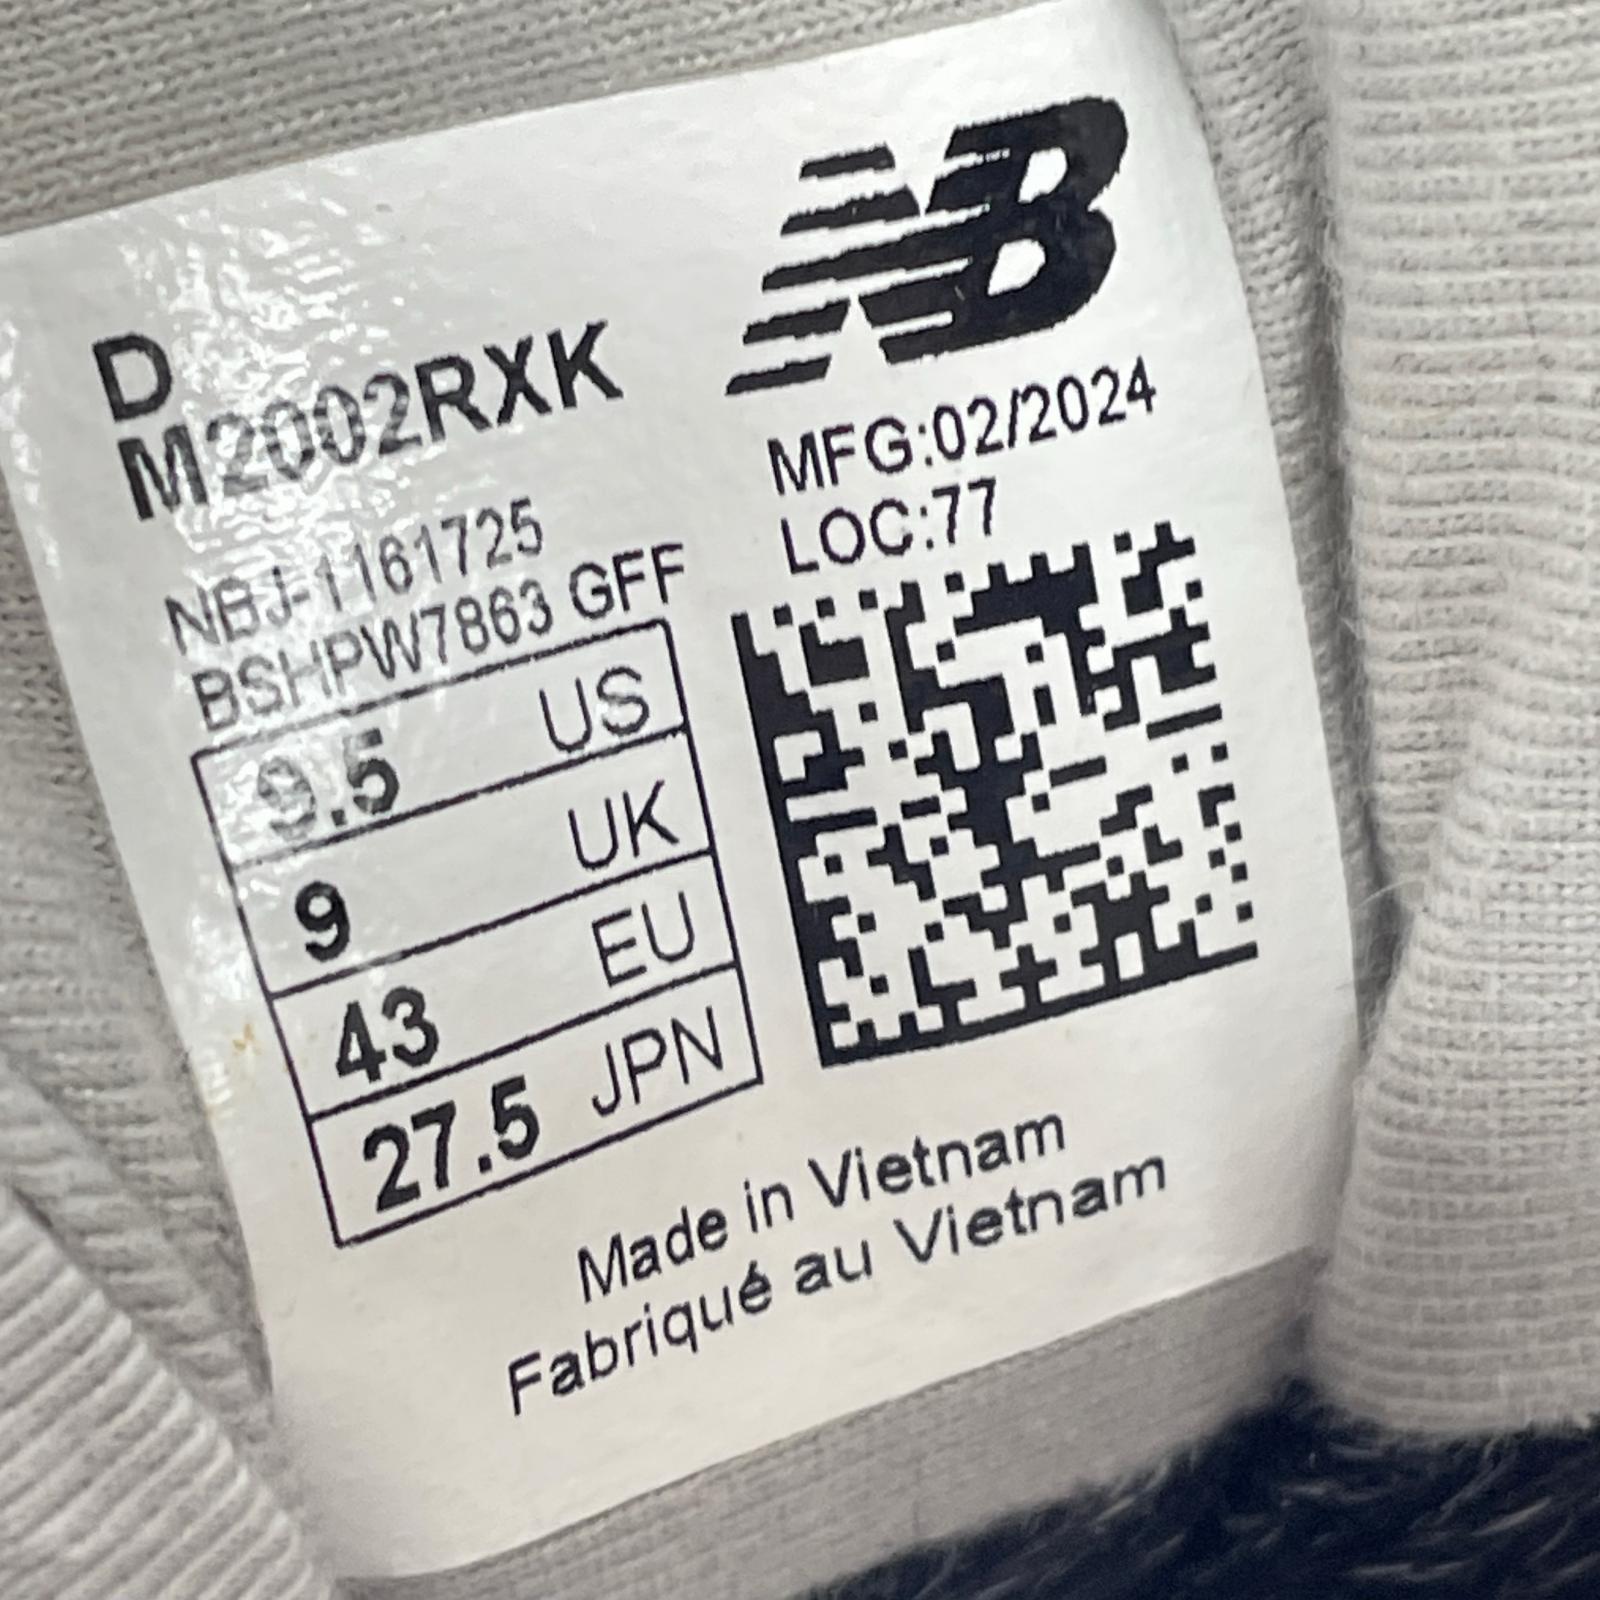 NB
D
M2002RXK
NBJ-1161725
BSHPW7863 GFF
9.5 US
9 UK
43 EU
27.5 JPN
MFG:02/2024
LOC:77
Made in Vietnam
Fabriqué au Vietnam